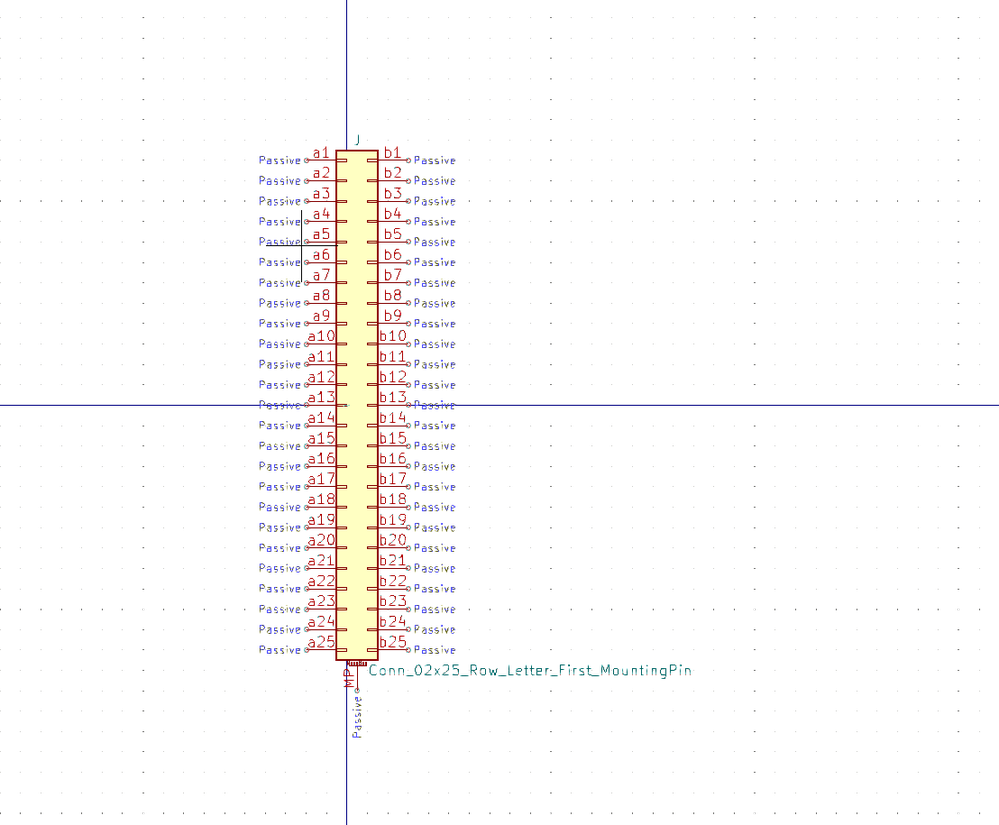 J
Passive a1 b1 Passive
Passive a2 b2 Passive
Passive a3 b3 Passive
Passive a4 b4 Passive
Passive a5 b5 Passive
Passive a6 b6 Passive
Passive a7 b7 Passive
Passive a8 b8 Passive
Passive a9 b9 Passive
Passive a10 b10 Passive
Passive a11 b11 Passive
Passive a12 b12 Passive
Passive a13 b13 Passive
Passive a14 b14 Passive
Passive a15 b15 Passive
Passive a16 b16 Passive
Passive a17 b17 Passive
Passive a18 b18 Passive
Passive a19 b19 Passive
Passive a20 b20 Passive
Passive a21 b21 Passive
Passive a22 b22 Passive
Passive a23 b23 Passive
Passive a24 b24 Passive
Passive a25 b25 Passive
Conn_02x25_Row_Letter_First_MountingPin
MP
Passive